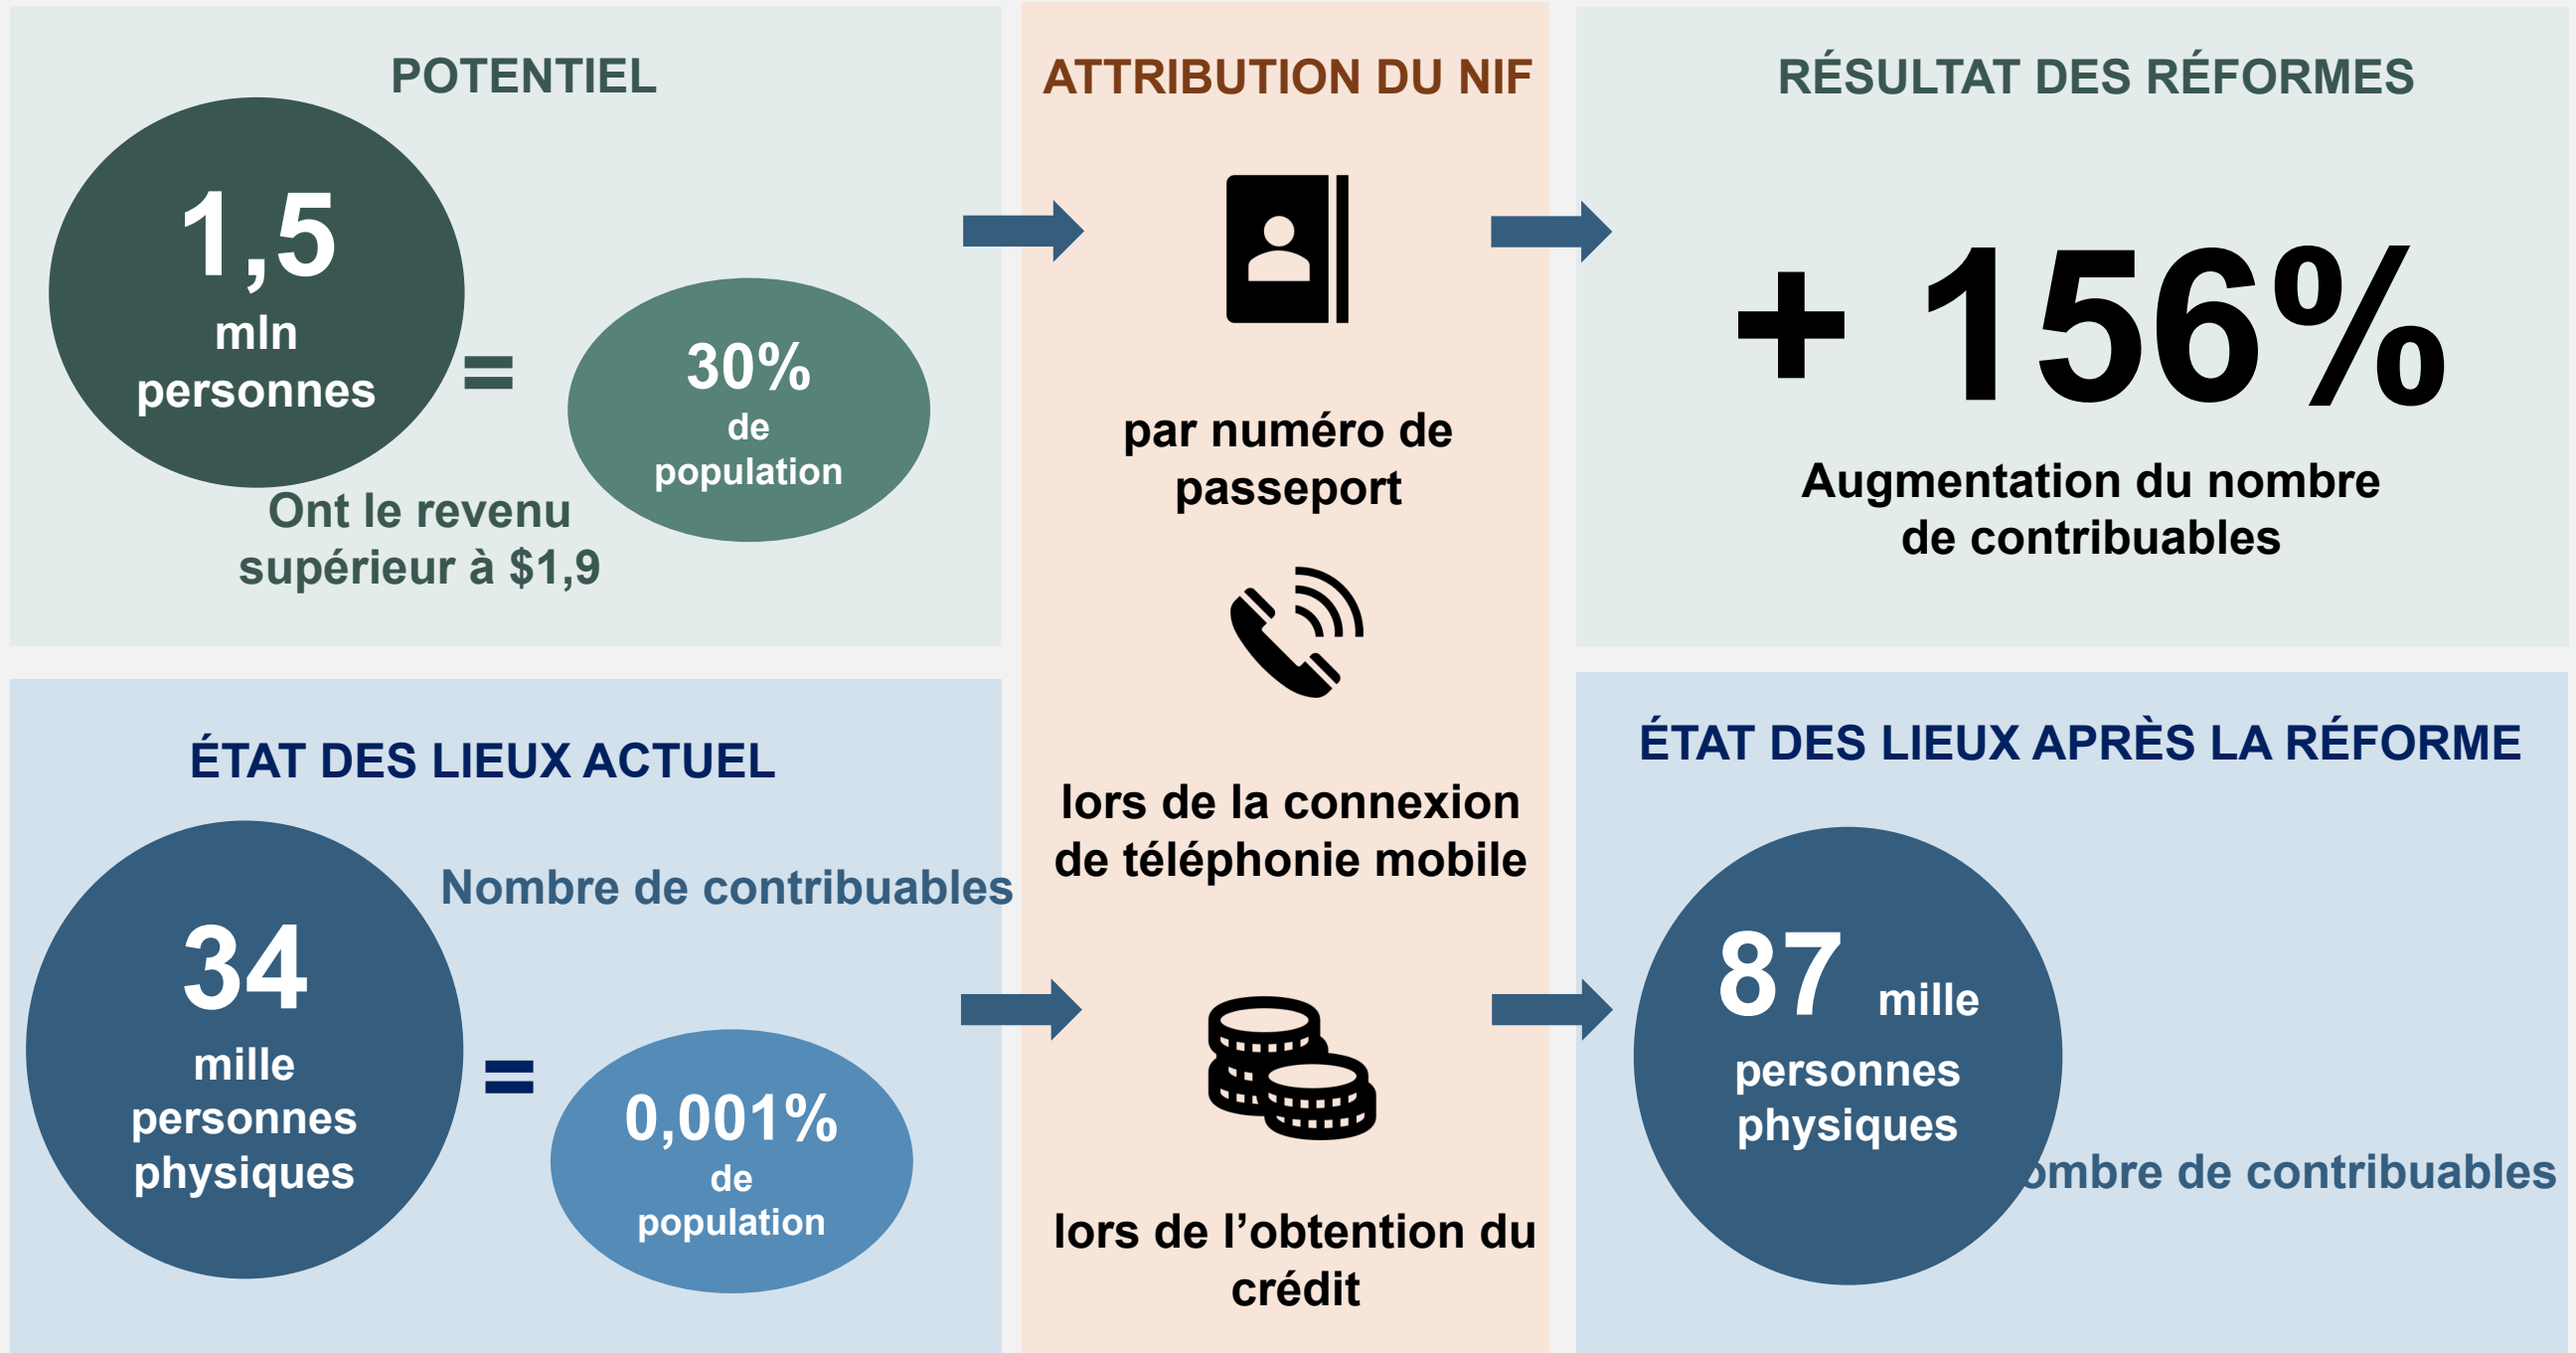 POTENTIEL
1,5
mln
personnes
=
30%
de
population
Ont le revenu
supérieur à $1,9
ÉTAT DES LIEUX ACTUEL
34
mille
personnes
physiques
Nombre de contribuables
=
0,001%
de
population
ATTRIBUTION DU NIF
par numéro de
passeport
lors de la connexion
de téléphonie mobile
lors de l’obtention du
crédit
RÉSULTAT DES RÉFORMES
+ 156%
Augmentation du nombre
de contribuables
ÉTAT DES LIEUX APRÈS LA RÉFORME
87 mille
personnes
physiques
ombre de contribuables